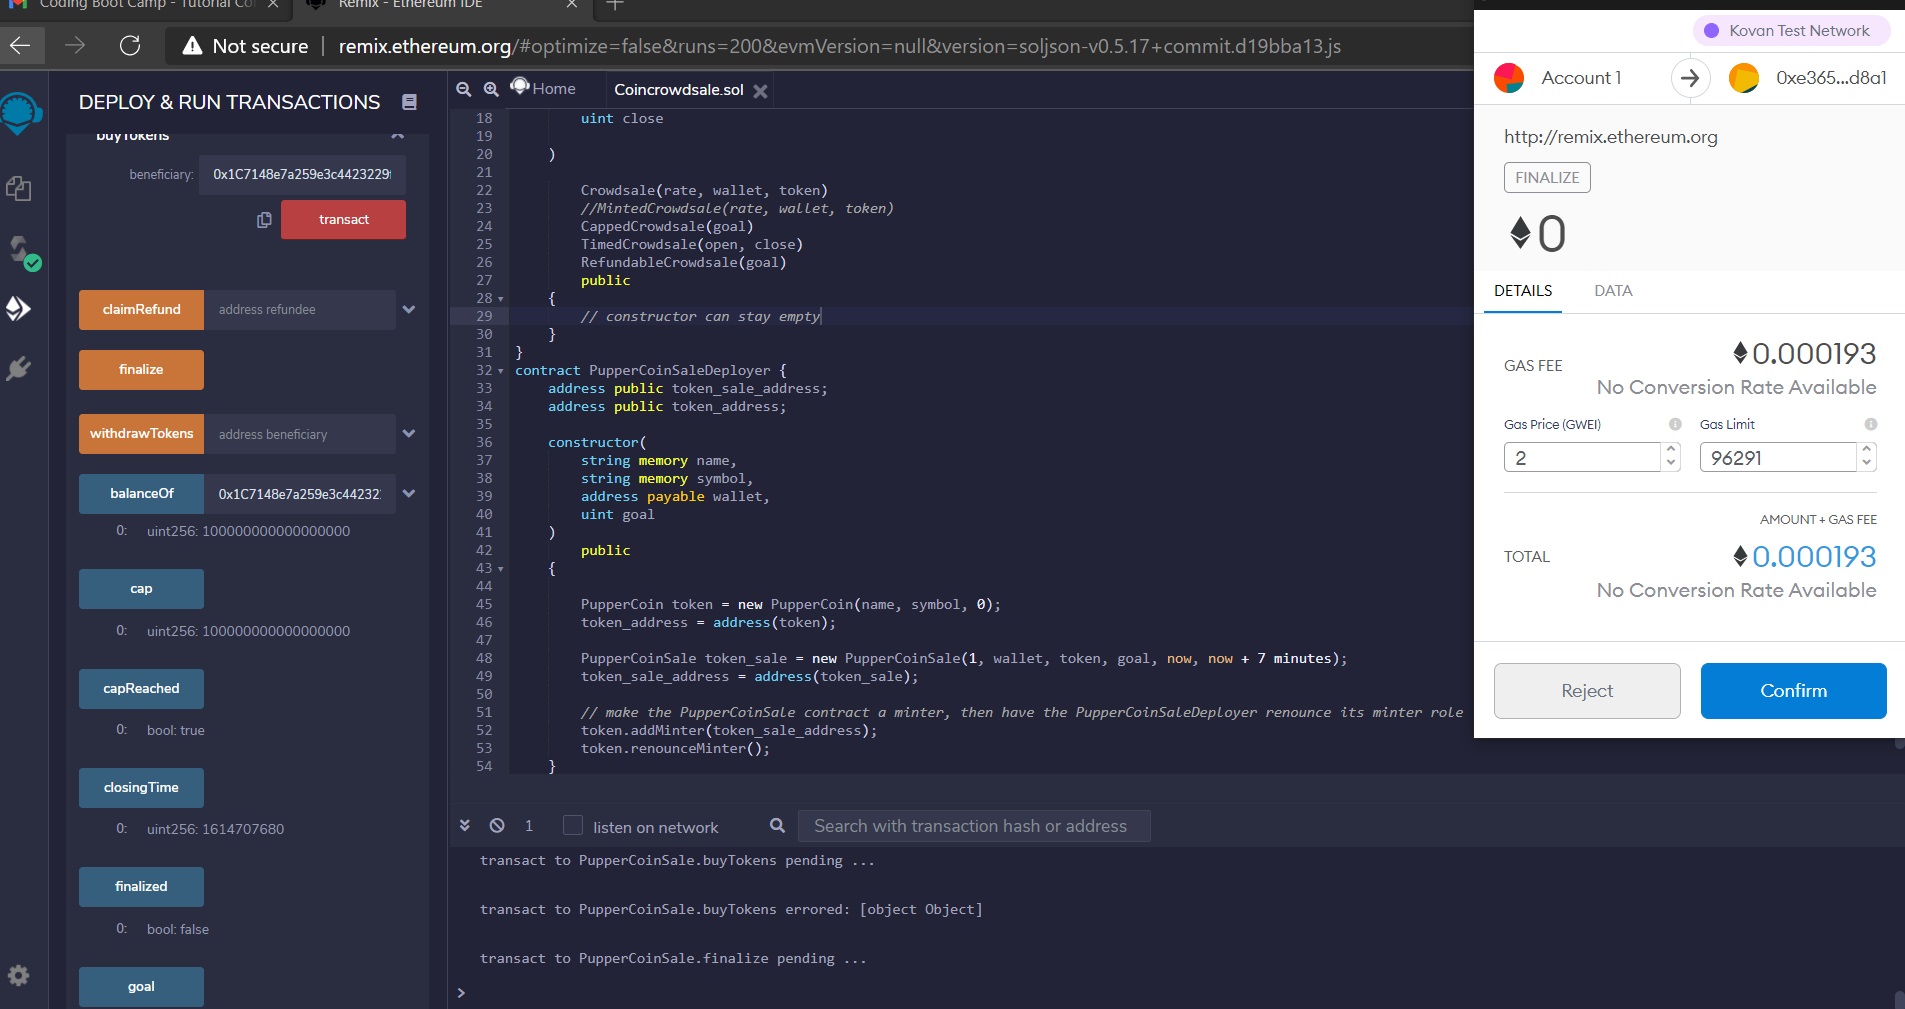 Coding Boot Camp - Tutorial Co
Remix - Ethereum IDE
Not secure
remix.ethereum.org/#optimize=false&runs=200&evmVersion=null&version=soljson-v0.5.17+commit.d19bba13.js
DEPLOY & RUN TRANSACTIONS
buyTokens
beneficiary:
0x1C7148e7a259e3c4423229
transact
claimRefund
address refundee
finalize
withdrawTokens
address beneficiary
balanceOf
0x1C7148e7a259e3c44232
0: uint256: 100000000000000000
cap
0: uint256: 100000000000000000
capReached
0: bool: true
closingTime
0: uint256: 1614707680
finalized
0: bool: false
goal
Home
Coincrowdsale.sol
18 uint close
19
20 )
21
22 Crowdsale(rate, wallet, token)
23 //MintedCrowdsale(rate, wallet, token)
24 CappedCrowdsale(goal)
25 TimedCrowdsale(open, close)
26 RefundableCrowdsale(goal)
27 public
28 {
29 // constructor can stay empty
30 }
31 }
32 contract PupperCoinSaleDeployer {
33 address public token_sale_address;
34 address public token_address;
35
36 constructor(
37 string memory name,
38 string memory symbol,
39 address payable wallet,
40 uint goal
41 )
42 public
43 {
44
45 PupperCoin token = new PupperCoin(name, symbol, 0);
46 token_address = address(token);
47
48 PupperCoinSale token_sale = new PupperCoinSale(1, wallet, token, goal, now, now + 7 minutes);
49 token_sale_address = address(token_sale);
50
51 // make the PupperCoinSale contract a minter, then have the PupperCoinSaleDeployer renounce its minter role
52 token.addMinter(token_sale_address);
53 token.renounceMinter();
54 }
1
listen on network
Search with transaction hash or address
transact to PupperCoinSale.buyTokens pending ...
transact to PupperCoinSale.buyTokens errored: [object Object]
transact to PupperCoinSale.finalize pending ...
>
Kovan Test Network
Account 1
0xe365...d8a1
http://remix.ethereum.org
FINALIZE
0
DETAILS
DATA
GAS FEE
0.000193
No Conversion Rate Available
Gas Price (GWEI)
Gas Limit
2
96291
AMOUNT + GAS FEE
TOTAL
0.000193
No Conversion Rate Available
Reject
Confirm